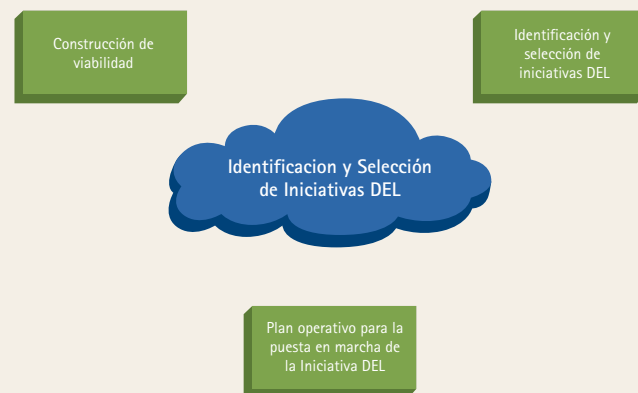 Construcción de
viabilidad
Identificación y
selección de
iniciativas DEL
Identificacion y Selección
de Iniciativas DEL
Plan operativo para la
puesta en marcha de
la Iniciativa DEL